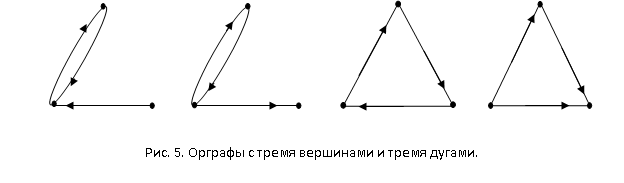 Рис. 5. Орграфы с тремя вершинами и тремя дугами.